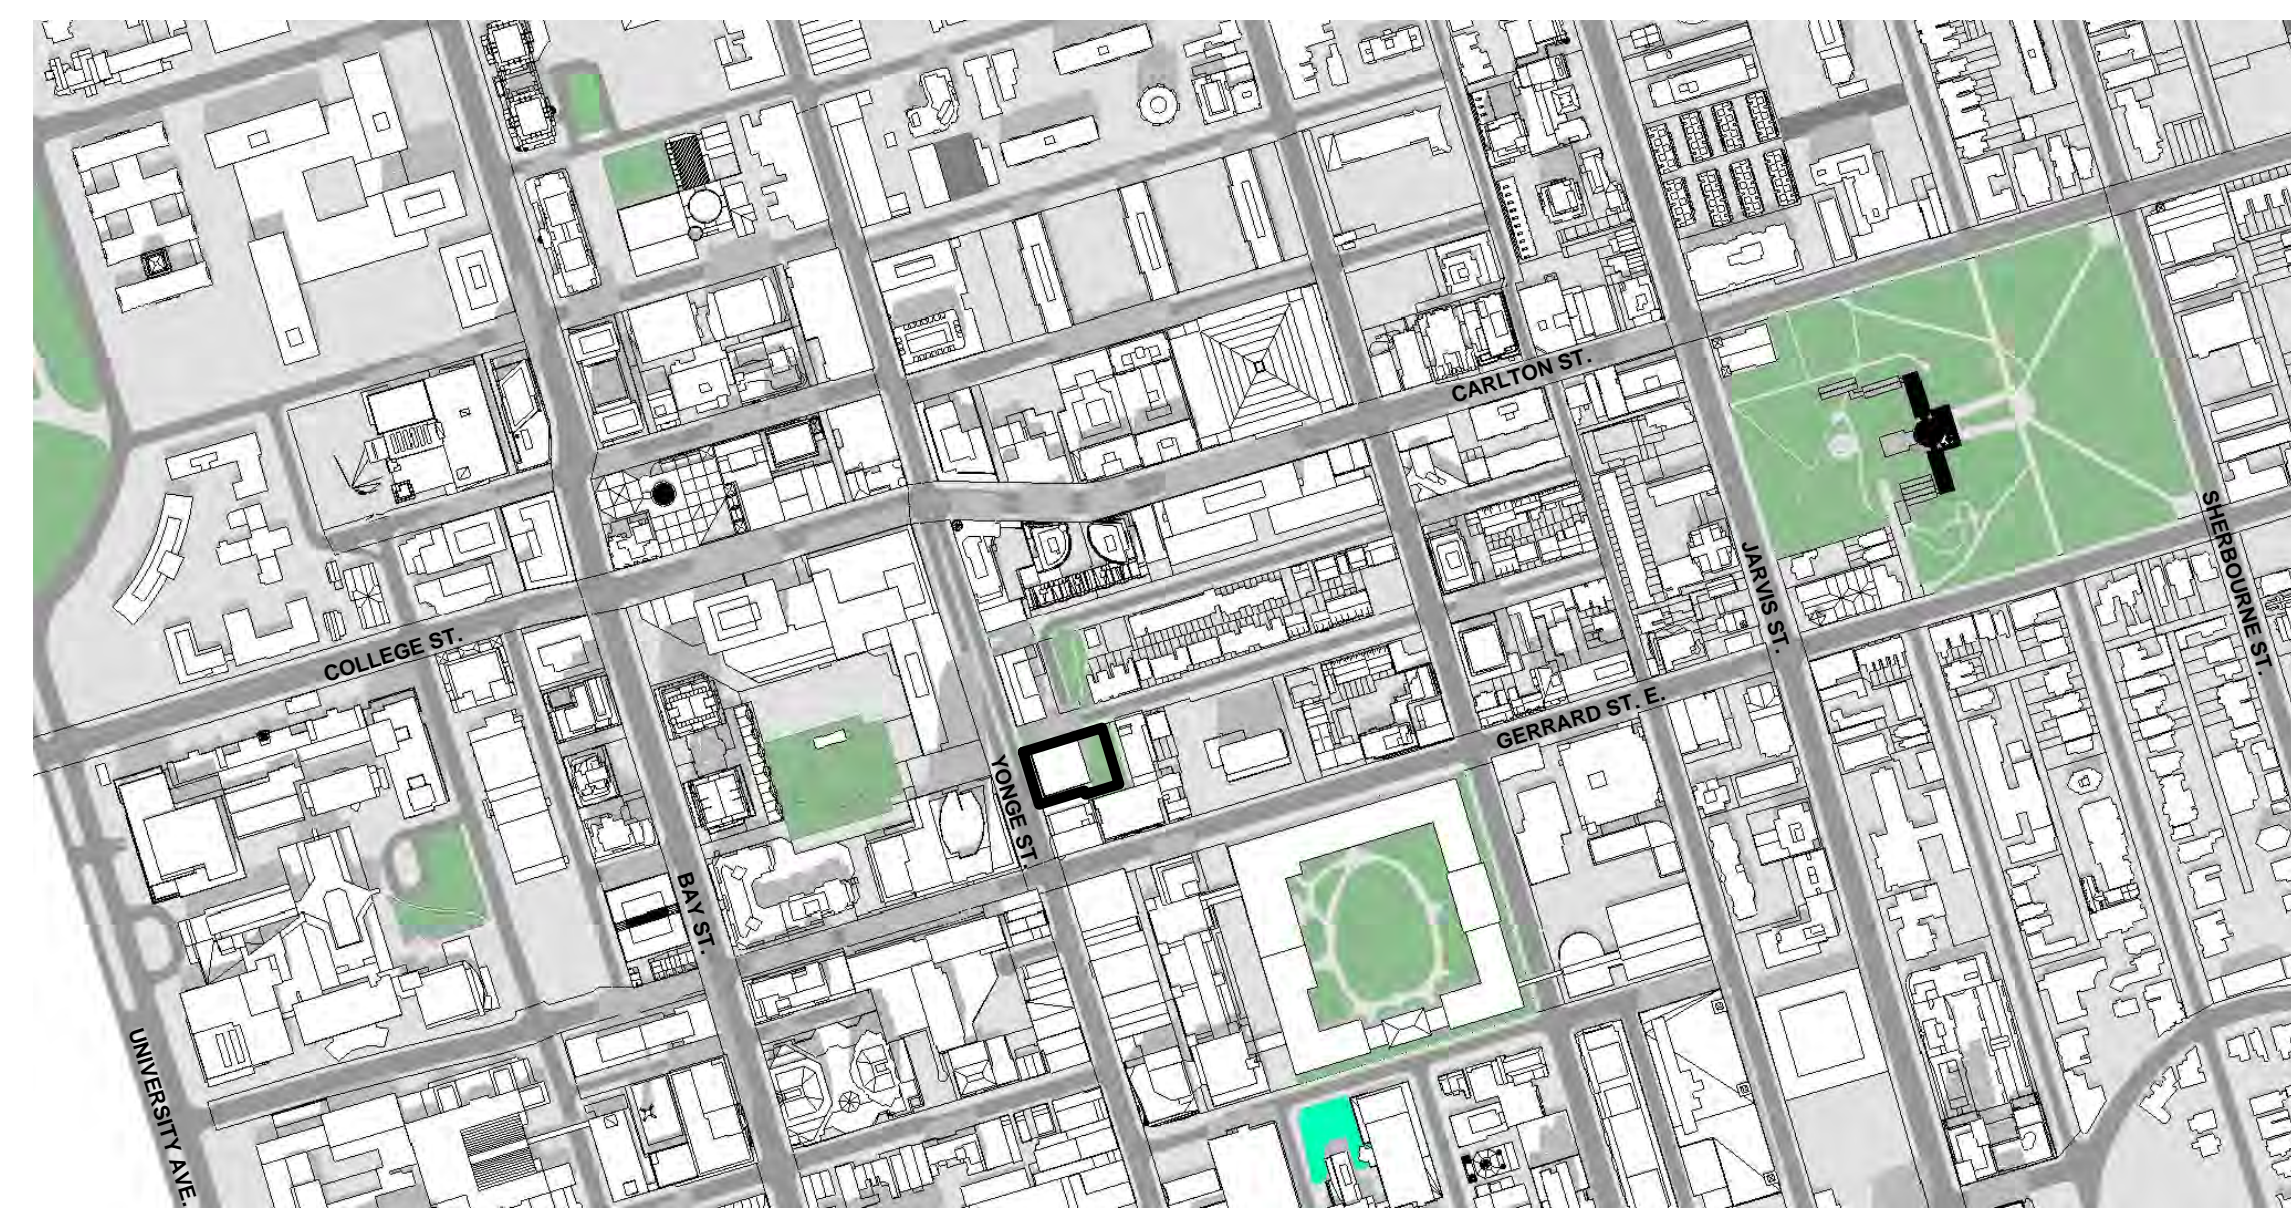 CARLTON ST.
SHERBOURNE ST.
JARVIS ST.
COLLEGE ST.
GERRARD ST. E.
YONGE ST.
BAY ST.
UNIVERSITY AVE.